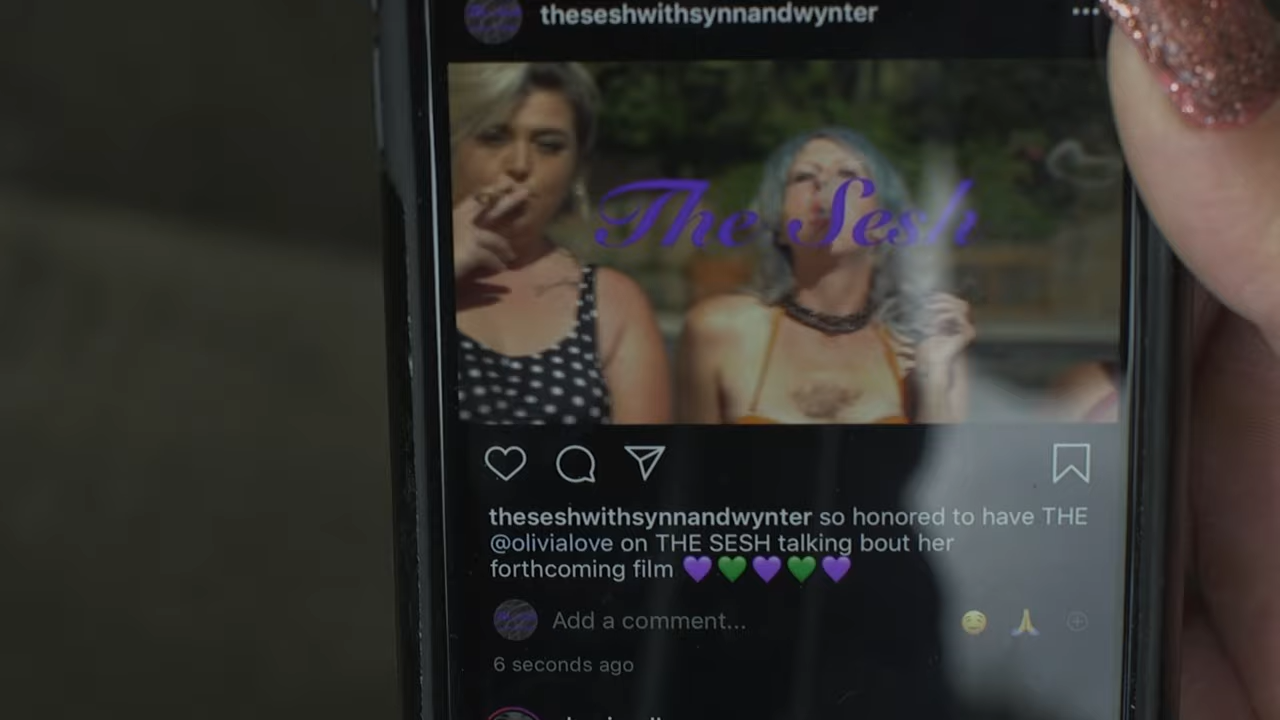 theseshwithsynnandwynter
The Sesh
theseshwithsynnandwynter so honored to have THE
@olivialove on THE SESH talking bout her
forthcoming film 💜💚💜💚💜
Add a comment...
6 seconds ago